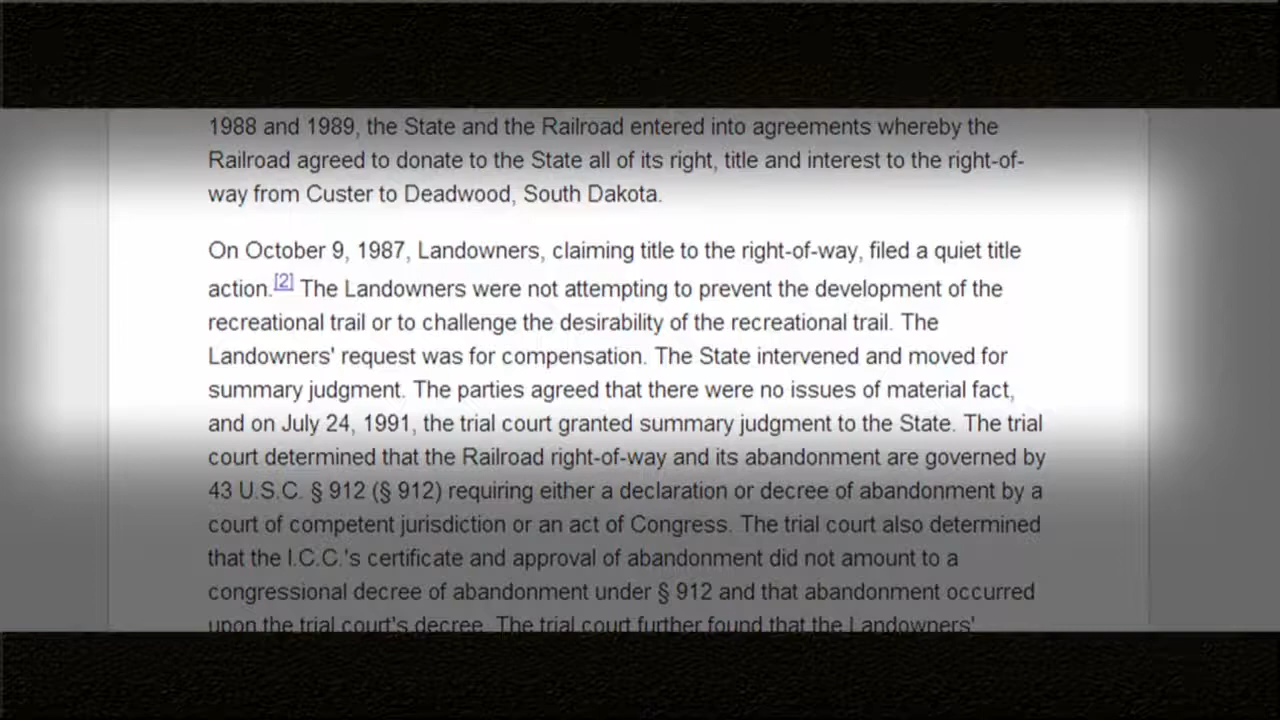 1988 and 1989, the State and the Railroad entered into agreements whereby the
Railroad agreed to donate to the State all of its right, title and interest to the right-of-
way from Custer to Deadwood, South Dakota.
On October 9, 1987, Landowners, claiming title to the right-of-way, filed a quiet title
action.[2] The Landowners were not attempting to prevent the development of the
recreational trail or to challenge the desirability of the recreational trail. The
Landowners' request was for compensation. The State intervened and moved for
summary judgment. The parties agreed that there were no issues of material fact,
and on July 24, 1991, the trial court granted summary judgment to the State. The trial
court determined that the Railroad right-of-way and its abandonment are governed by
43 U.S.C. § 912 (§ 912) requiring either a declaration or decree of abandonment by a
court of competent jurisdiction or an act of Congress. The trial court also determined
that the I.C.C.'s certificate and approval of abandonment did not amount to a
congressional decree of abandonment under § 912 and that abandonment occurred
upon the trial court's decree. The trial court further found that the Landowners'